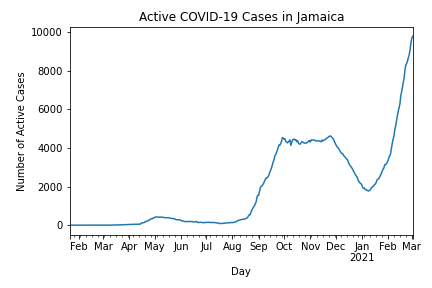 Active COVID-19 Cases in Jamaica
10000
8000
6000
4000
2000
0
Number of Active Cases
Feb Mar Apr May Jun Jul Aug Sep Oct Nov Dec Jan Feb Mar
2021
Day